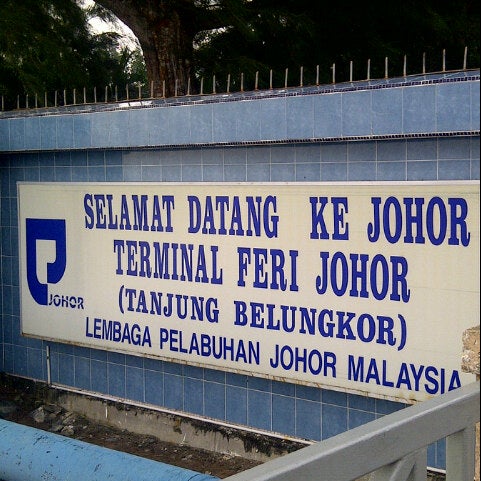 SELAMAT DATANG KE JOHOR
TERMINAL FERI JOHOR
JOHOR
(TANJUNG BELUNGKOR)
LEMBAGA PELABUHAN JOHOR MALAYSIA